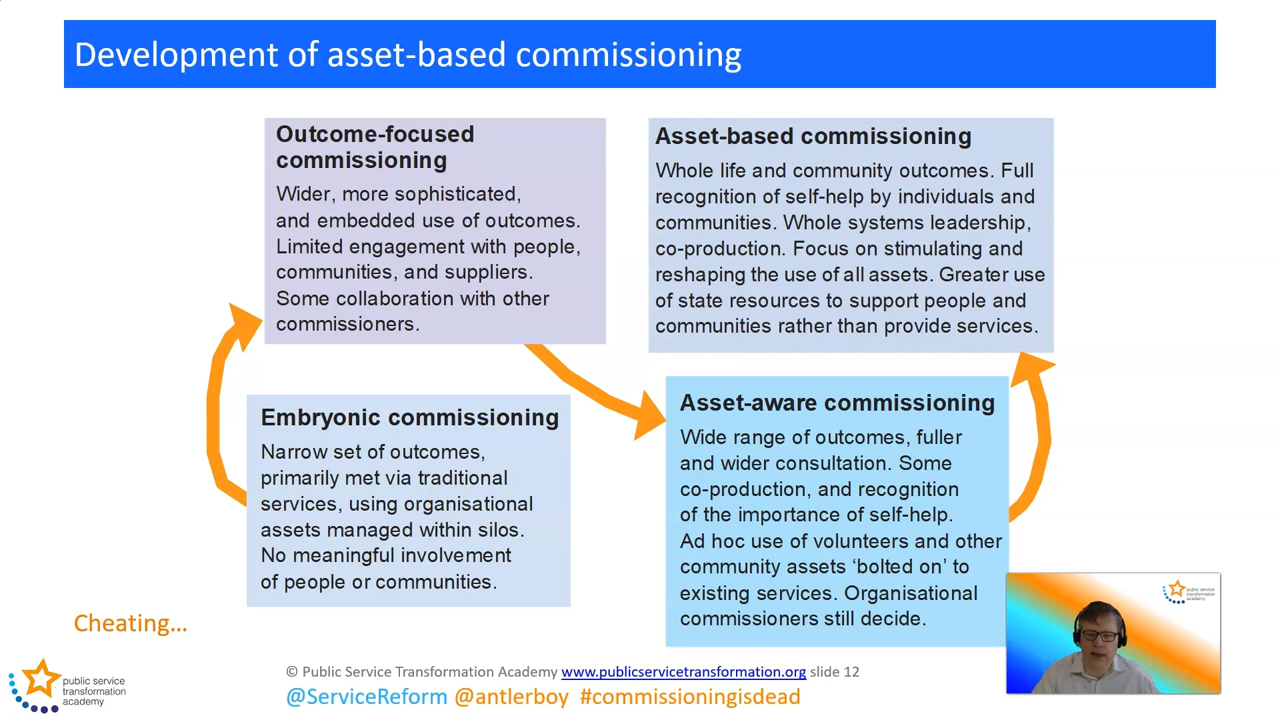 Development of asset-based commissioning
Outcome-focused
commissioning
Wider, more sophisticated,
and embedded use of outcomes.
Limited engagement with people,
communities, and suppliers.
Some collaboration with other
commissioners.
Asset-based commissioning
Whole life and community outcomes. Full
recognition of self-help by individuals and
communities. Whole systems leadership,
co-production. Focus on stimulating and
reshaping the use of all assets. Greater use
of state resources to support people and
communities rather than provide services.
Embryonic commissioning
Narrow set of outcomes,
primarily met via traditional
services, using organisational
assets managed within silos.
No meaningful involvement
of people or communities.
Asset-aware commissioning
Wide range of outcomes, fuller
and wider consultation. Some
co-production, and recognition
of the importance of self-help.
Ad hoc use of volunteers and other
community assets ‘bolted on’ to
existing services. Organisational
commissioners still decide.
Cheating...
public service
transformation
academy
© Public Service Transformation Academy www.publicservicetransformation.org slide 12
@ServiceReform @antlerboy #commissioningisdead
public service
transformation
academy